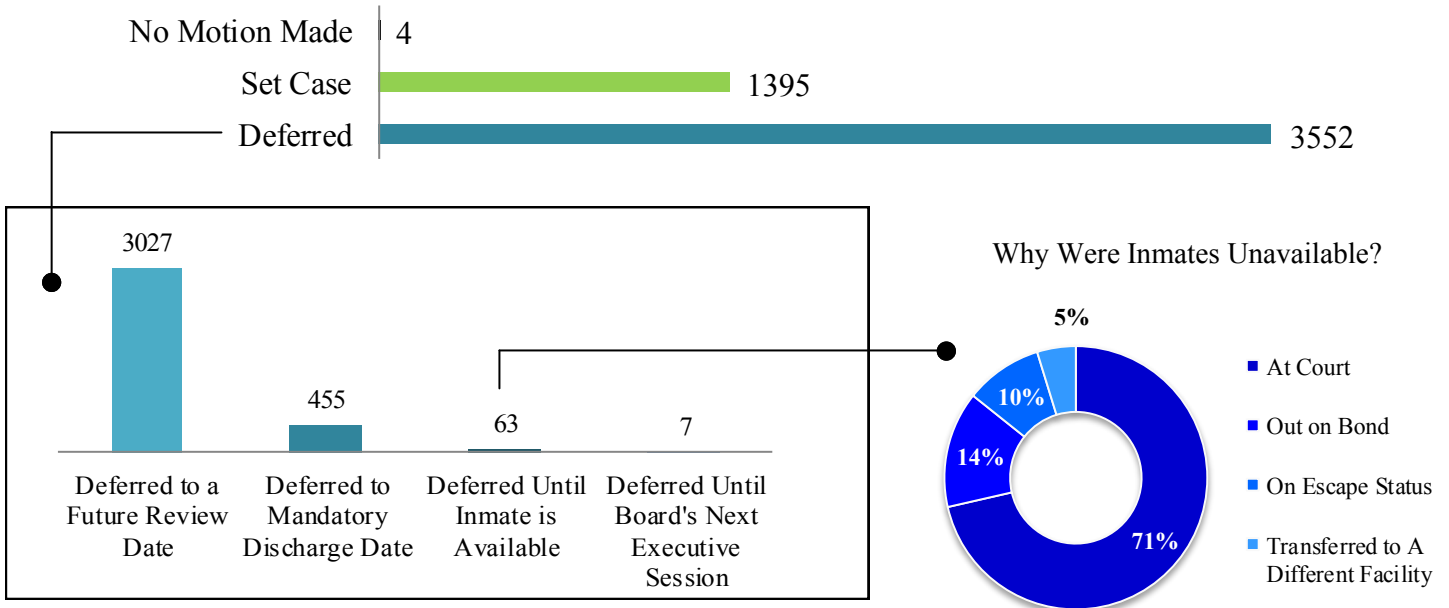 No Motion Made
4
Set Case
1395
Deferred
3552
3027
455
63
7
Deferred to a
Future Review
Date
Deferred to
Mandatory
Discharge Date
Deferred Until
Inmate is
Available
Deferred Until
Board's Next
Executive
Session
Why Were Inmates Unavailable?
5%
10%
14%
71%
At Court
Out on Bond
On Escape Status
Transferred to A
Different Facility